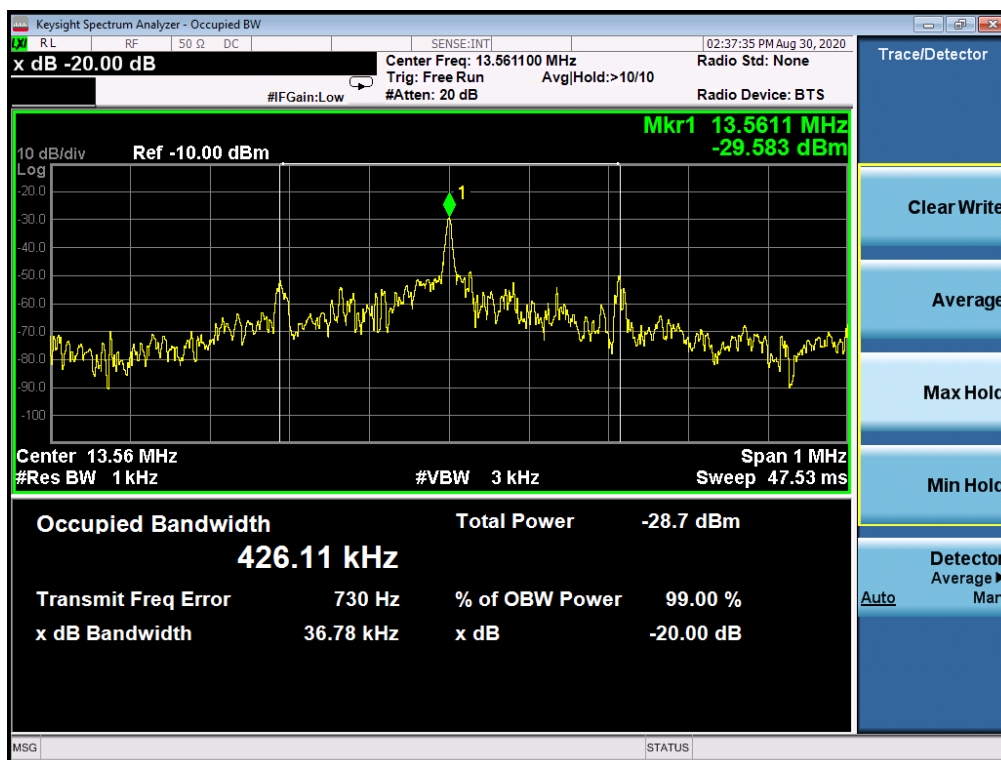 Keysight Spectrum Analyzer - Occupied BW
LXI RL RF 50 Ω DC SENSE:INT 02:37:35 PM Aug 30, 2020
x dB -20.00 dB
Center Freq: 13.561100 MHz Radio Std: None
Trig: Free Run Avg|Hold:>10/10
#IFGain:Low #Atten: 20 dB Radio Device: BTS
Mkr1 13.5611 MHz
-29.583 dBm
10 dB/div Ref -10.00 dBm
Log
-20.0
-30.0
-40.0
-50.0
-60.0
-70.0
-80.0
-90.0
-100
1
Center 13.56 MHz Span 1 MHz
#Res BW 1 kHz #VBW 3 kHz Sweep 47.53 ms
Occupied Bandwidth Total Power -28.7 dBm
426.11 kHz
Transmit Freq Error 730 Hz % of OBW Power 99.00 %
x dB Bandwidth 36.78 kHz x dB -20.00 dB
MSG STATUS
Trace/Detector
Clear Write
Average
Max Hold
Min Hold
Detector
Average
Auto Man